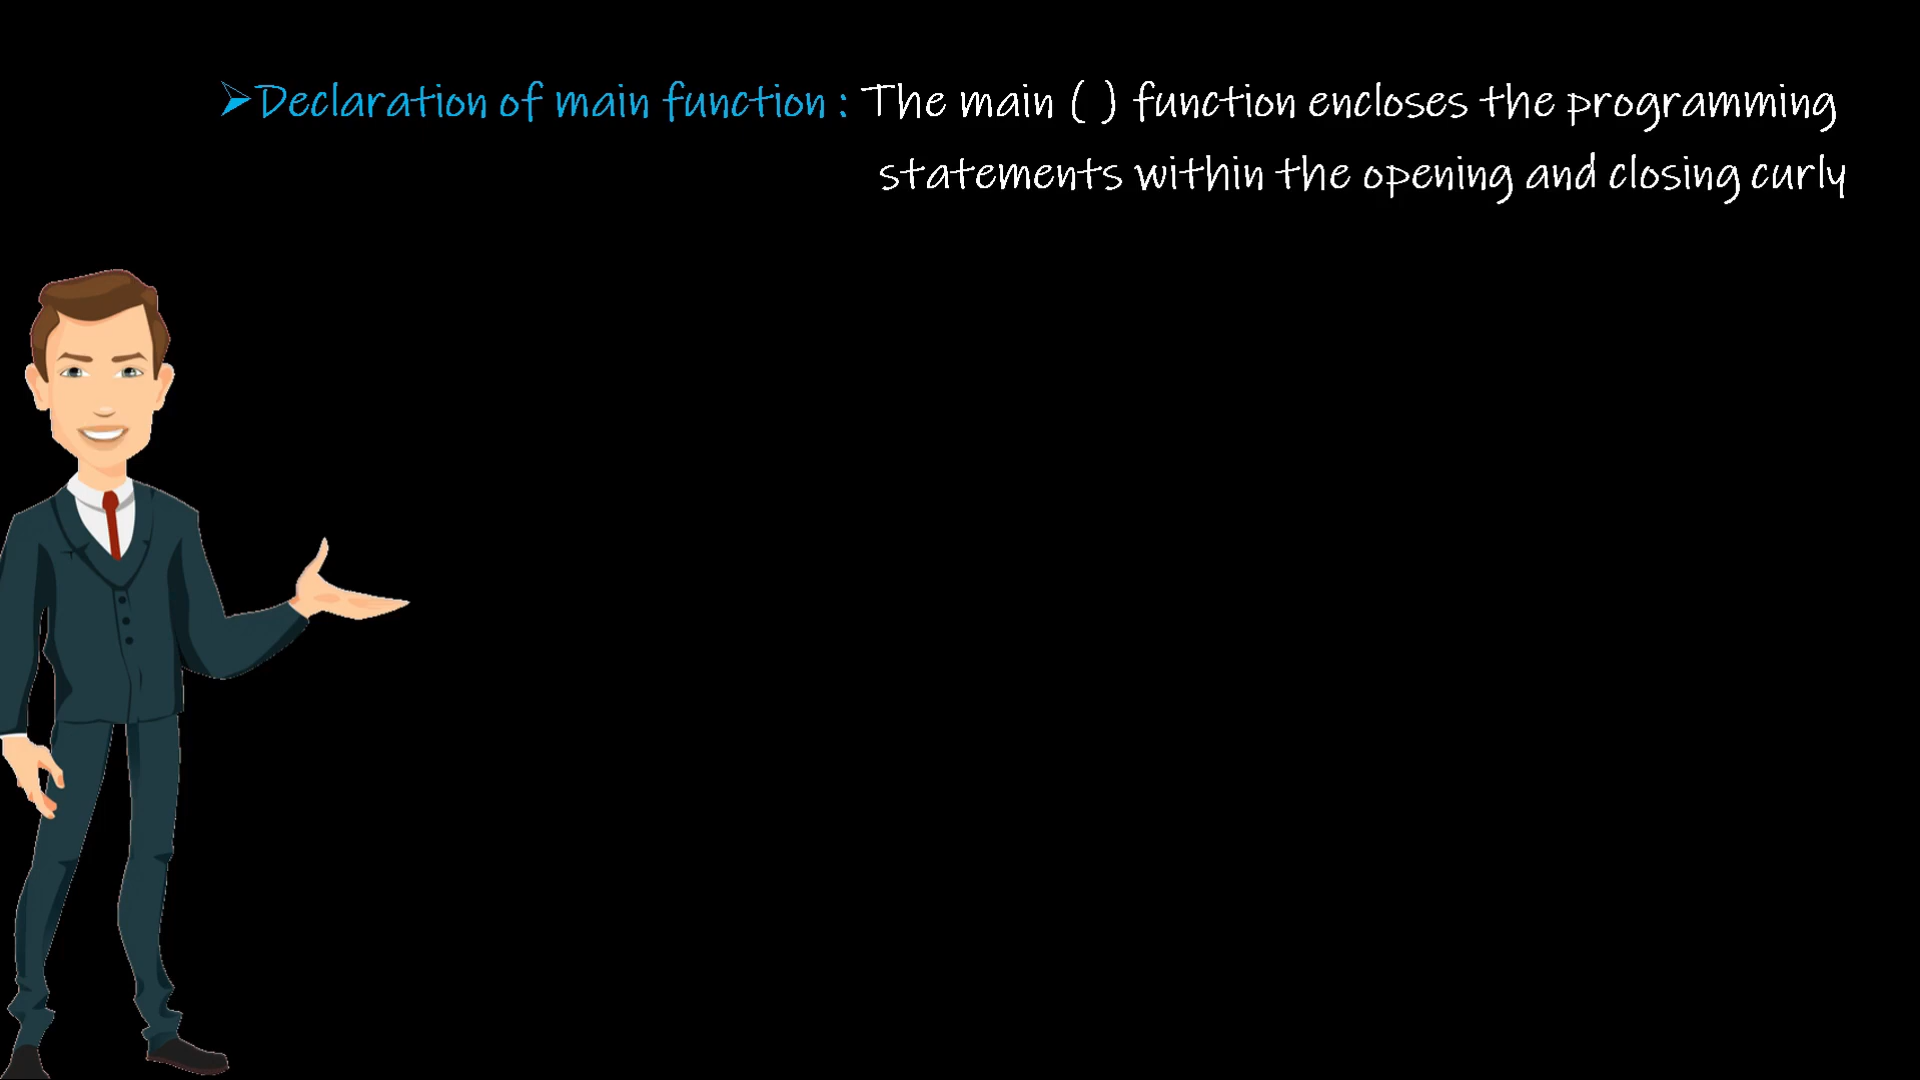 ➢Declaration of main function : The main ( ) function encloses the programming
statements within the opening and closing curly